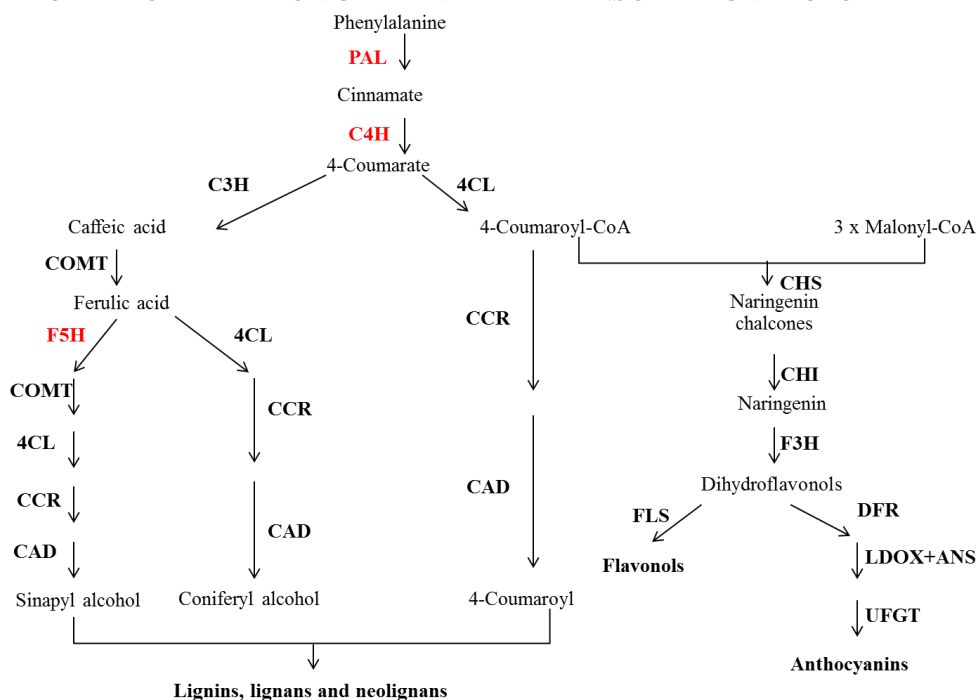 Phenylalanine
PAL
Cinnamate
C4H
4-Coumarate
C3H
4CL
Caffeic acid
4-Coumaroyl-CoA
3 x Malonyl-CoA
COMT
CHS
Ferulic acid
Naringenin
chalcones
F5H
4CL
CCR
CHI
COMT
CCR
Naringenin
4CL
F3H
CCR
CAD
Dihydroflavonols
FLS
DFR
CAD
CAD
LDOX+ANS
Flavonols
Sinapyl alcohol
Coniferyl alcohol
4-Coumaroyl
UFGT
Anthocyanins
Lignins, lignans and neolignans